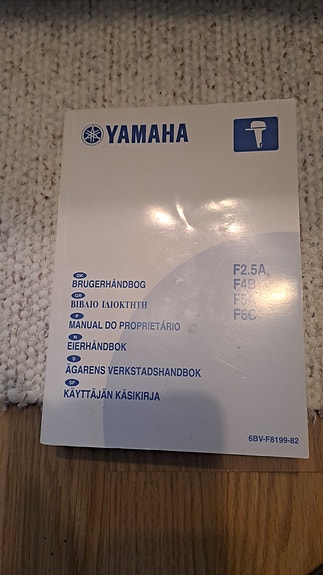 YAMAHA
DK
BRUGERHÅNDBOG
GR
ΒΙΒΛΙΟ ΙΔΙΟΚΤΗΤΗ
P
MANUAL DO PROPRIETÁRIO
N
EIERHÅNDBOK
S
ÄGARENS VERKSTADSHANDBOK
SF
KÄYTTÄJÄN KÄSIKIRJA
F2.5A
F4B
F5A
F6C
6BV-F8199-82